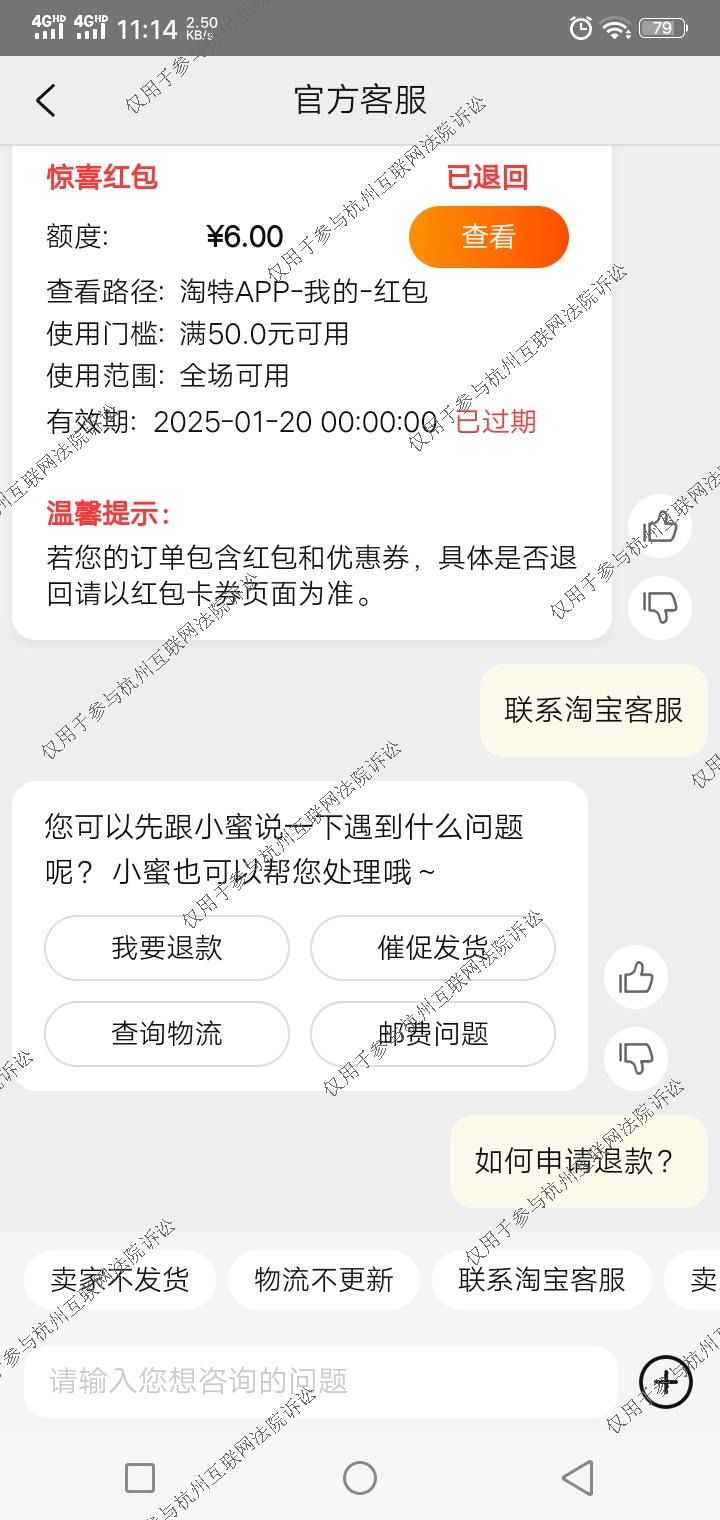 4GHD 4GHD 11:14 2.50 KB/s 79
官方客服
惊喜红包 已退回
额度: ¥6.00 查看
查看路径: 淘特APP-我的-红包
使用门槛: 满50.0元可用
使用范围: 全场可用
有效期: 2025-01-20 00:00:00 已过期
温馨提示:
若您的订单包含红包和优惠券，具体是否退
回请以红包卡券页面为准。
联系淘宝客服
您可以先跟小蜜说一下遇到什么问题
呢？ 小蜜也可以帮您处理哦~
我要退款 催促发货
查询物流 邮费问题
如何申请退款？
卖家不发货 物流不更新 联系淘宝客服 卖
请输入您想咨询的问题
仅用于参与杭州互联网法院诉讼